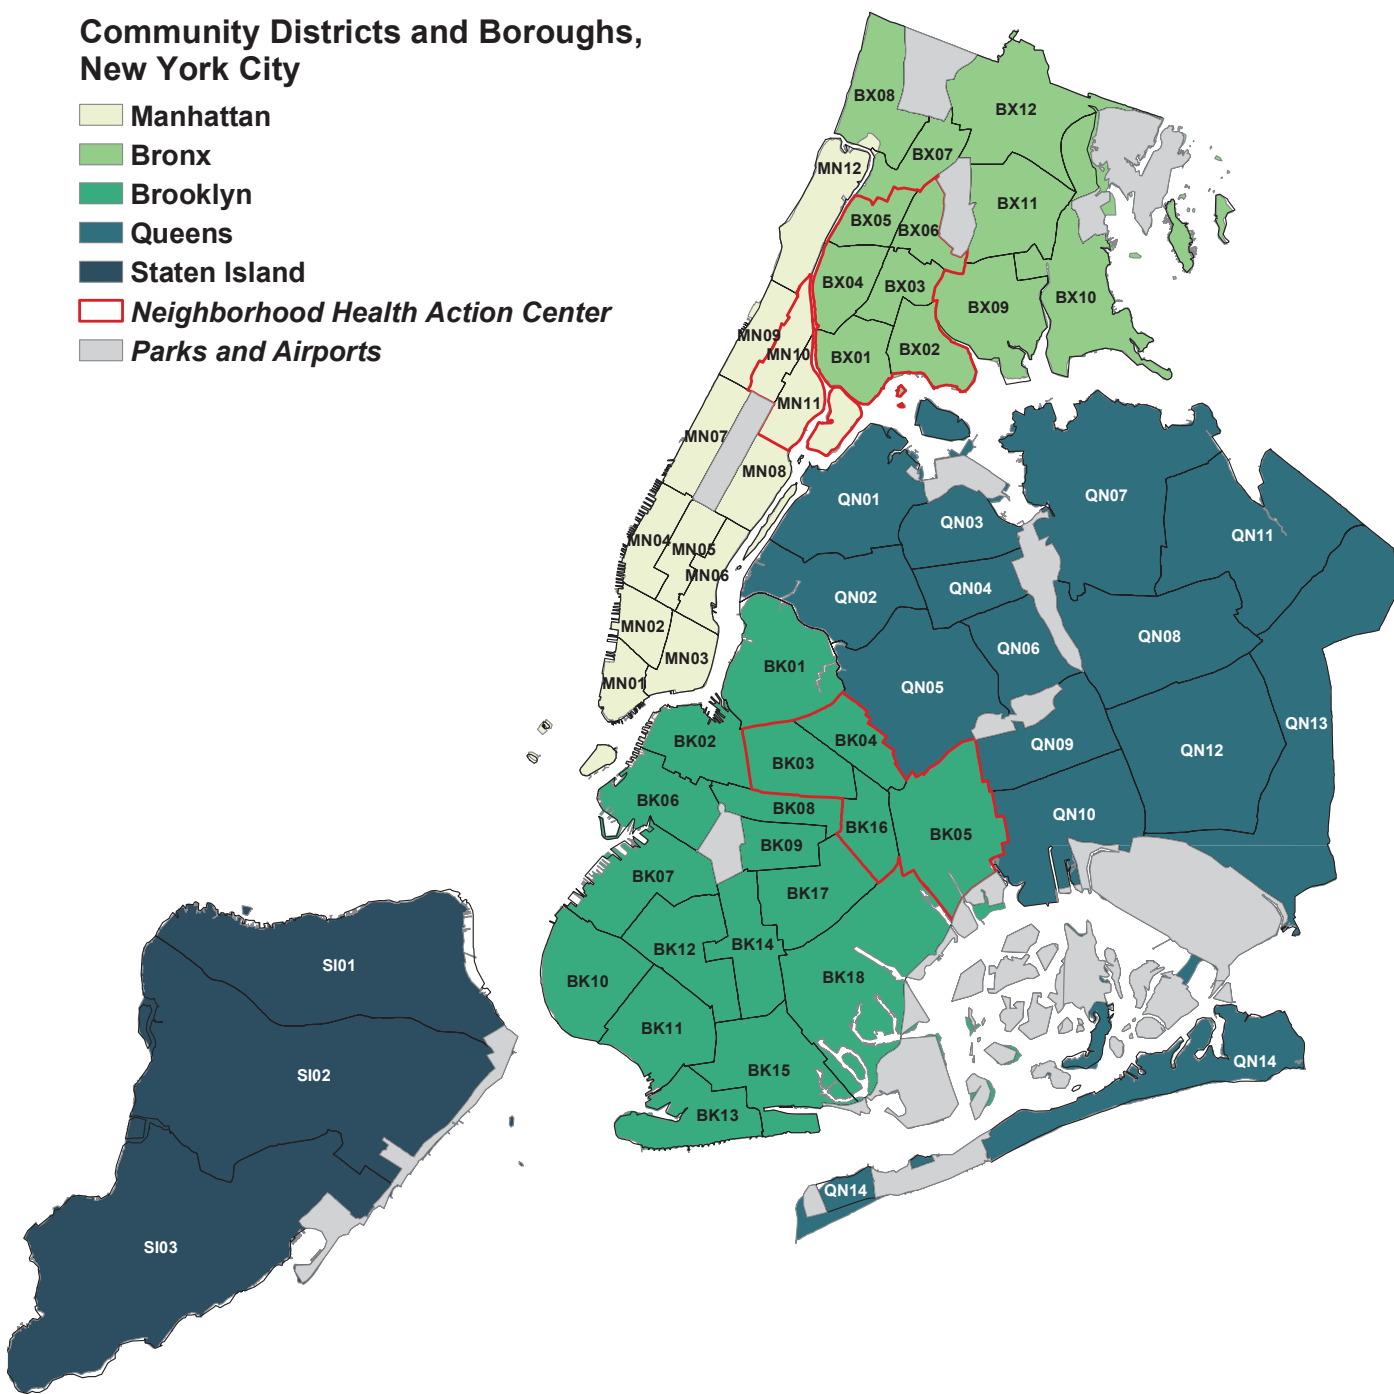 Community Districts and Boroughs,
New York City
Manhattan
Bronx
Brooklyn
Queens
Staten Island
Neighborhood Health Action Center
Parks and Airports
BX08
BX12
BX07
MN12
BX11
BX05
BX06
BX04
BX03
BX10
BX09
MN09
MN10
BX01
BX02
MN11
MN07
MN08
QN01
QN07
QN03
QN11
MN04
MN05
MN06
QN04
QN02
MN02
QN08
QN06
MN03
BK01
MN01
QN05
QN13
BK02
BK04
QN09
QN12
BK03
BK06
BK08
QN10
BK16
BK05
BK09
BK07
BK17
BK14
BK12
SI01
BK18
BK10
BK11
QN14
BK15
SI02
BK13
QN14
SI03